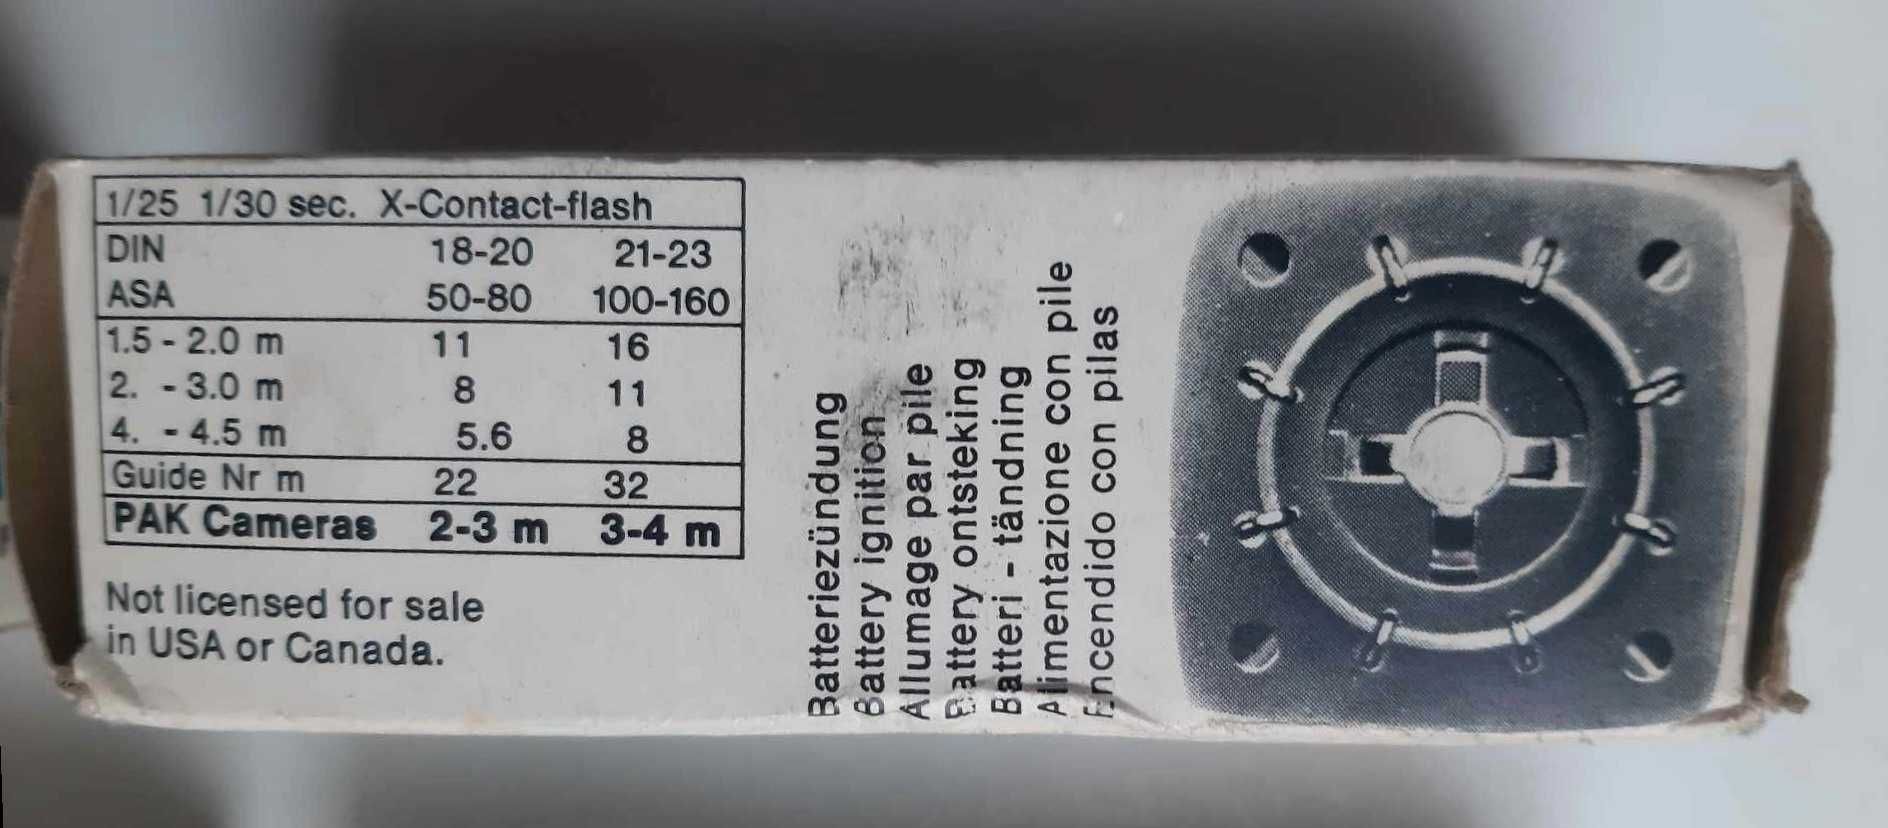 1/25 1/30 sec. X-Contact-flash
DIN 18-20 21-23
ASA 50-80 100-160
1.5 - 2.0 m 11 16
2. - 3.0 m 8 11
4. - 4.5 m 5.6 8
Guide Nr m 22 32
PAK Cameras 2-3 m 3-4 m
Not licensed for sale
in USA or Canada.
Batteriezündung
Battery ignition
Allumage par pile
Battery ontsteking
Batteri - tändning
Alimentazione con pile
Encendido con pilas